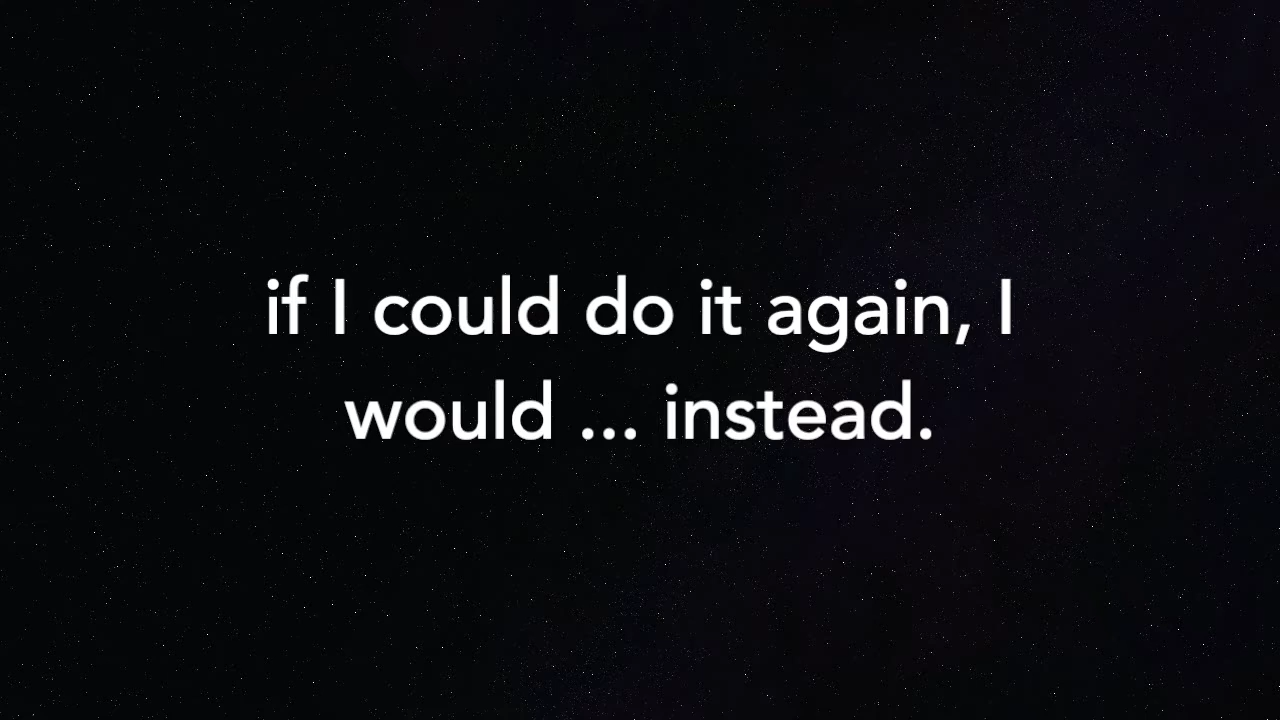 if I could do it again, I
would ... instead.